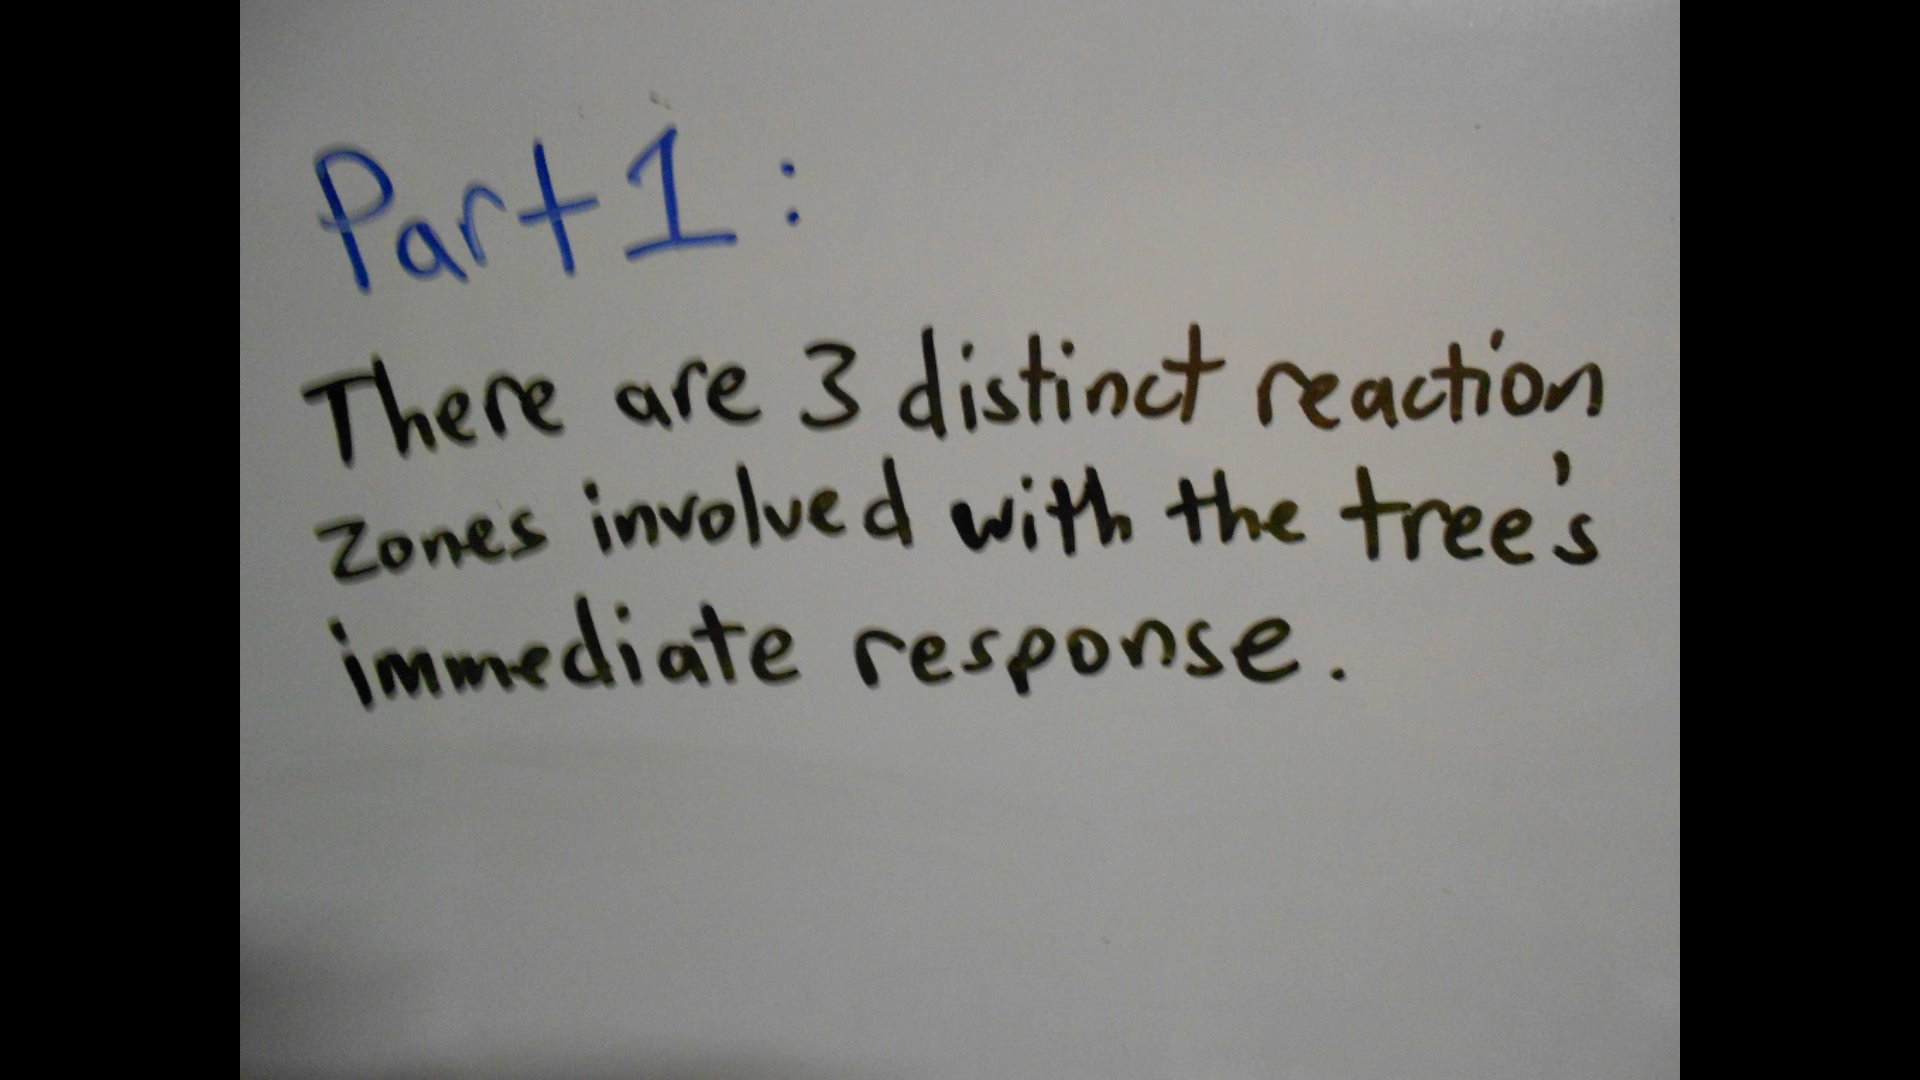 Part 1:
There are 3 distinct reaction
zones involved with the tree's
immediate response.